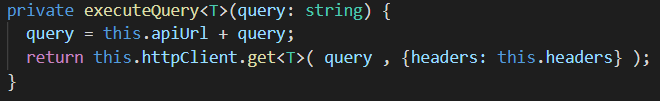 private executeQuery<T>(query: string) {
  query = this.apiUrl + query;
  return this.httpClient.get<T>( query , {headers: this.headers} );
}